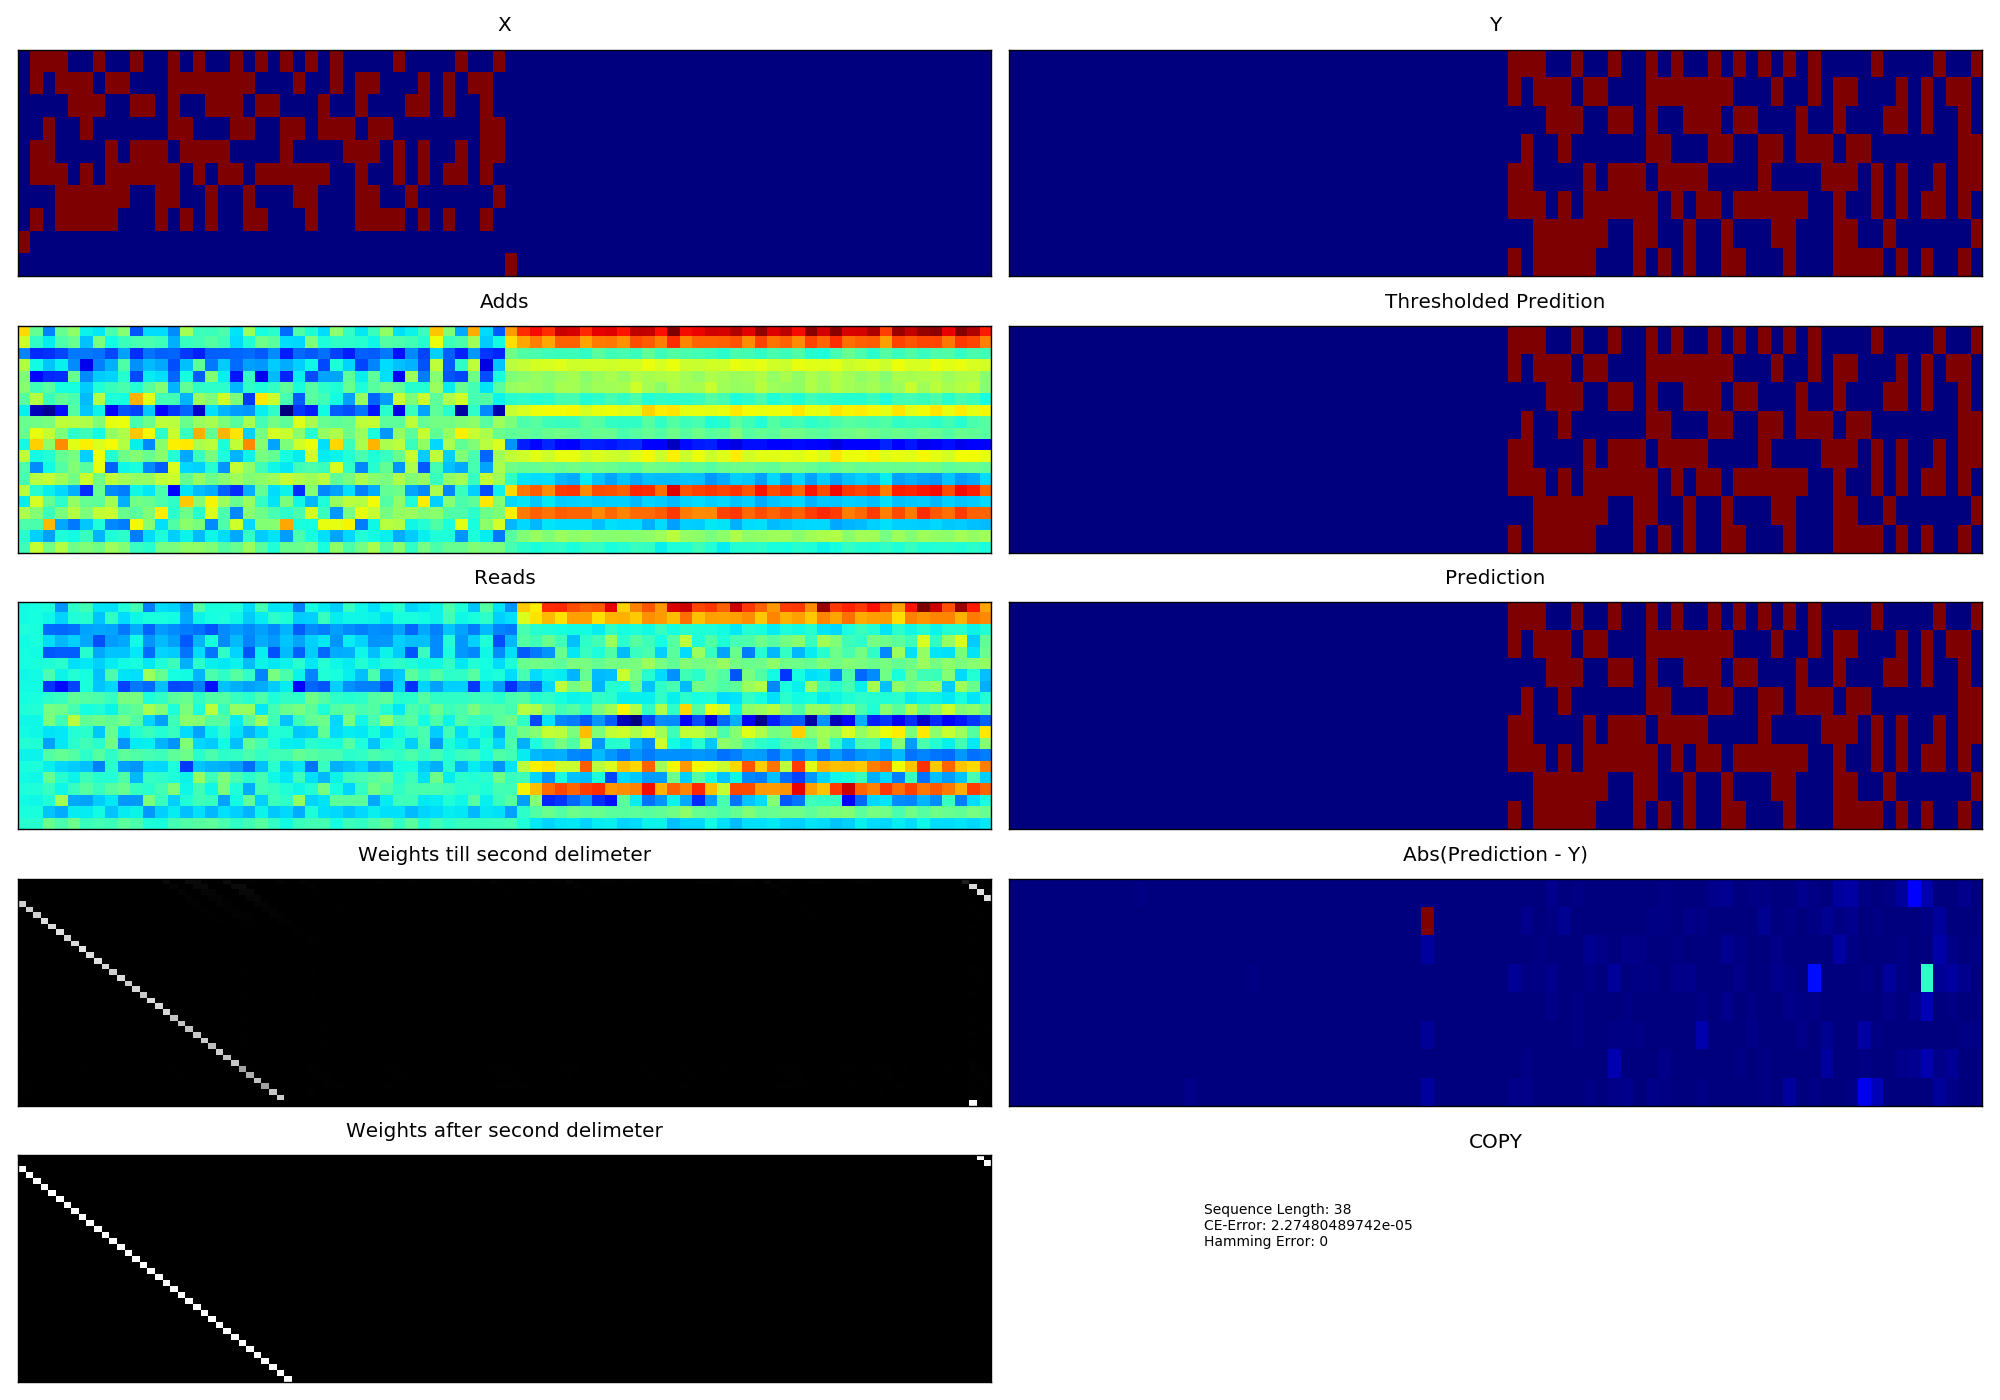 X
Y
Adds
Thresholded Predition
Reads
Prediction
Weights till second delimeter
Abs(Prediction - Y)
Weights after second delimeter
COPY
Sequence Length: 38
CE-Error: 2.27480489742e-05
Hamming Error: 0